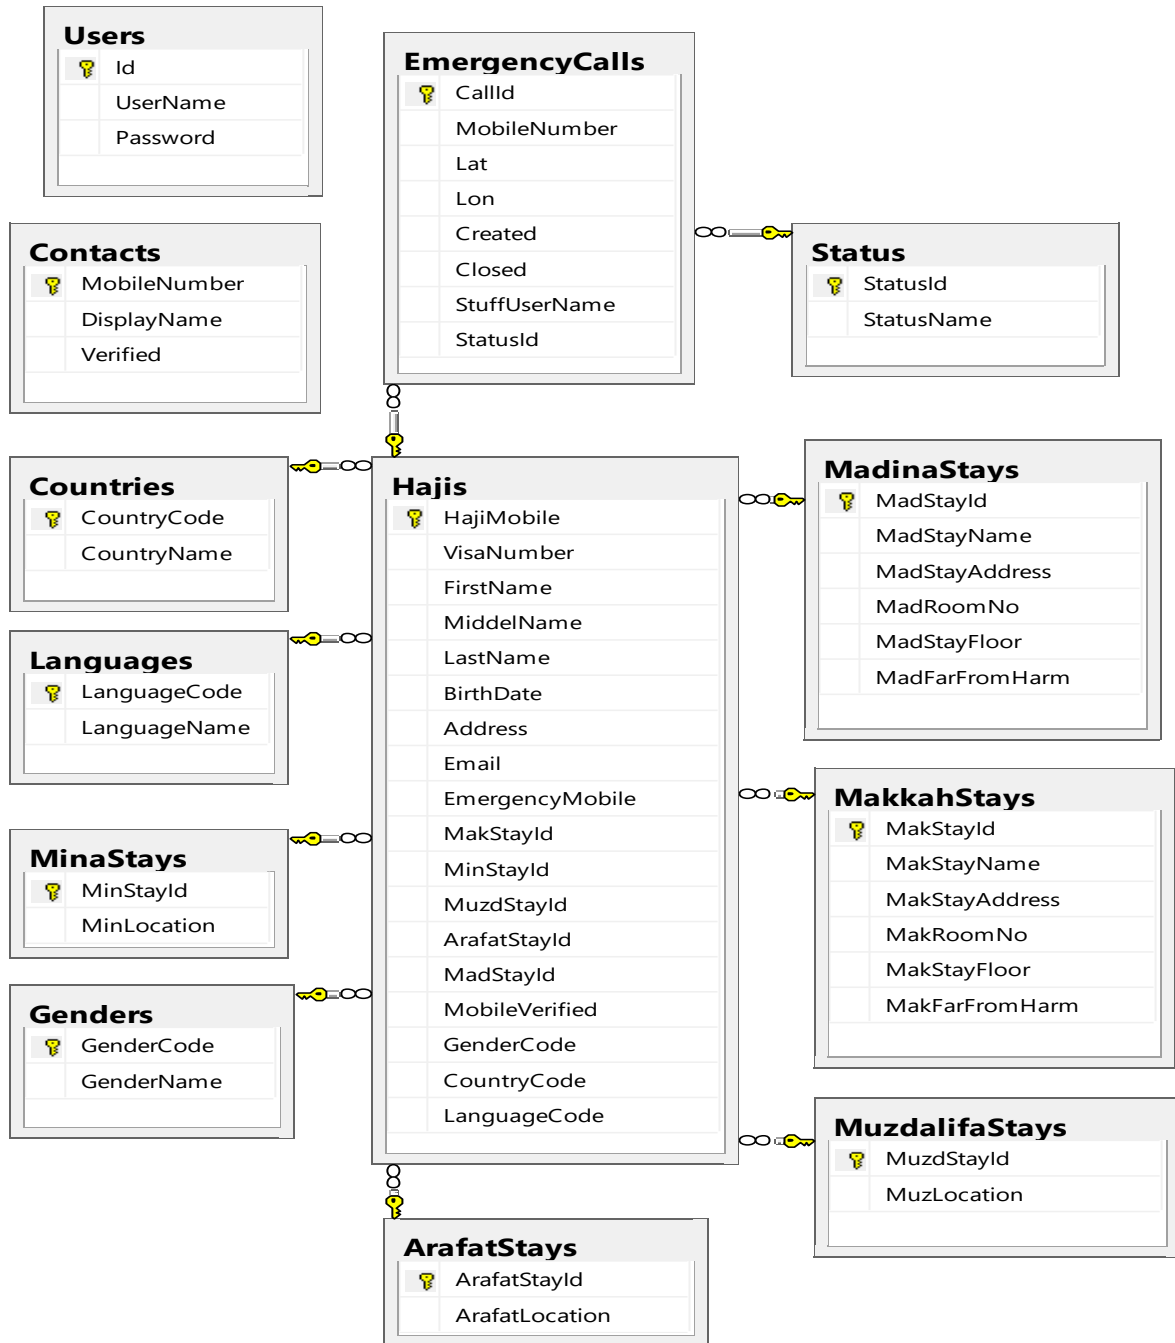 Users
Id
UserName
Password
EmergencyCalls
CallId
MobileNumber
Lat
Lon
Created
Closed
StuffUserName
StatusId
Contacts
MobileNumber
DisplayName
Verified
Status
StatusId
StatusName
Countries
CountryCode
CountryName
Hajis
HajiMobile
VisaNumber
FirstName
MiddelName
LastName
BirthDate
Address
Email
EmergencyMobile
MakStayId
MinStayId
MuzdStayId
ArafatStayId
MadStayId
MobileVerified
GenderCode
CountryCode
LanguageCode
MadinaStays
MadStayId
MadStayName
MadStayAddress
MadRoomNo
MadStayFloor
MadFarFromHarm
Languages
LanguageCode
LanguageName
MakkahStays
MakStayId
MakStayName
MakStayAddress
MakRoomNo
MakStayFloor
MakFarFromHarm
MinaStays
MinStayId
MinLocation
Genders
GenderCode
GenderName
MuzdalifaStays
MuzdStayId
MuzLocation
ArafatStays
ArafatStayId
ArafatLocation